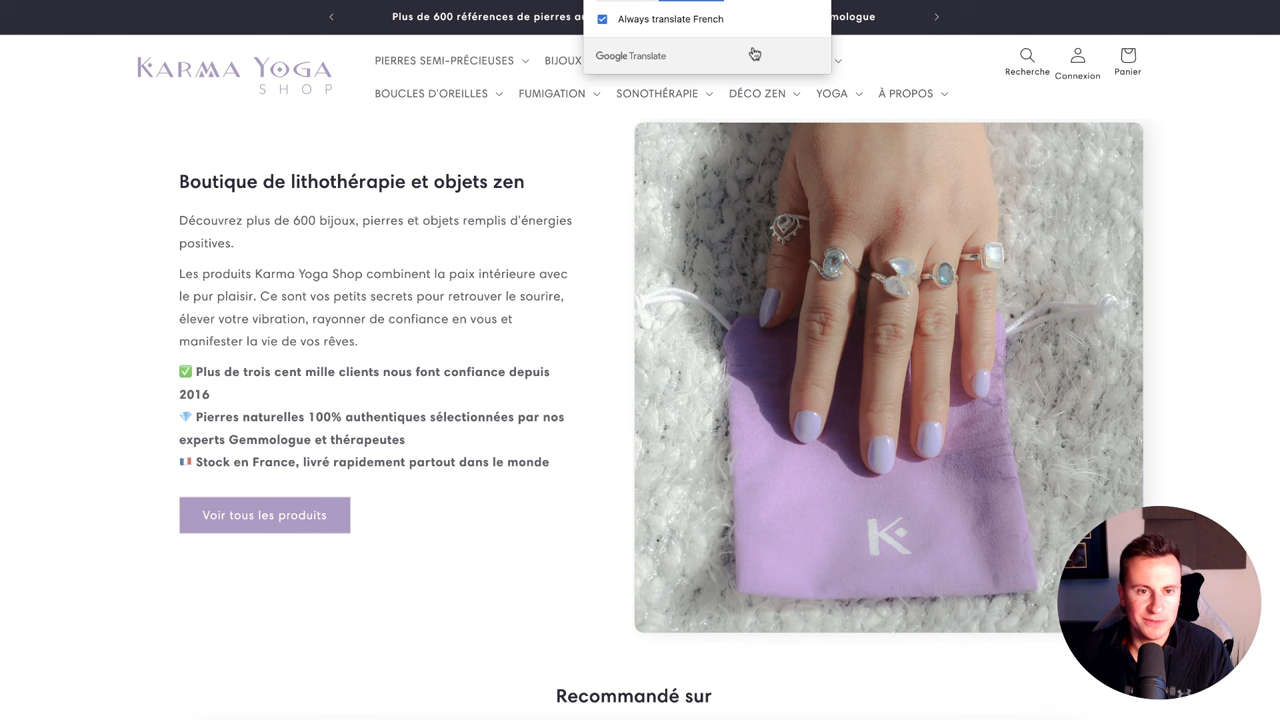 Plus de 600 références de pierres
mologue
Always translate French
Google Translate
KARMA YOGA
SHOP
PIERRES SEMI-PRÉCIEUSES
BIJOUX
Recherche
Connexion
Panier
BOUCLES D'OREILLES
FUMIGATION
SONOTHÉRAPIE
DÉCO ZEN
YOGA
À PROPOS
Boutique de lithothérapie et objets zen
Découvrez plus de 600 bijoux, pierres et objets remplis d'énergies
positives.
Les produits Karma Yoga Shop combinent la paix intérieure avec
le pur plaisir. Ce sont vos petits secrets pour retrouver le sourire,
élever votre vibration, rayonner de confiance en vous et
manifester la vie de vos rêves.
✅ Plus de trois cent mille clients nous font confiance depuis
2016
💎 Pierres naturelles 100% authentiques sélectionnées par nos
experts Gemmologue et thérapeutes
🇫🇷 Stock en France, livré rapidement partout dans le monde
Voir tous les produits
K
Recommandé sur